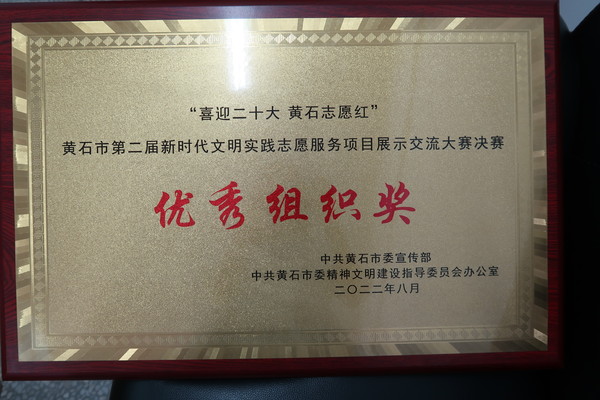 “喜迎二十大 黄石志愿红”
黄石市第二届新时代文明实践志愿服务项目展示交流大赛决赛
优秀组织奖
中共黄石市委宣传部
中共黄石市委精神文明建设指导委员会办公室
二〇二二年八月